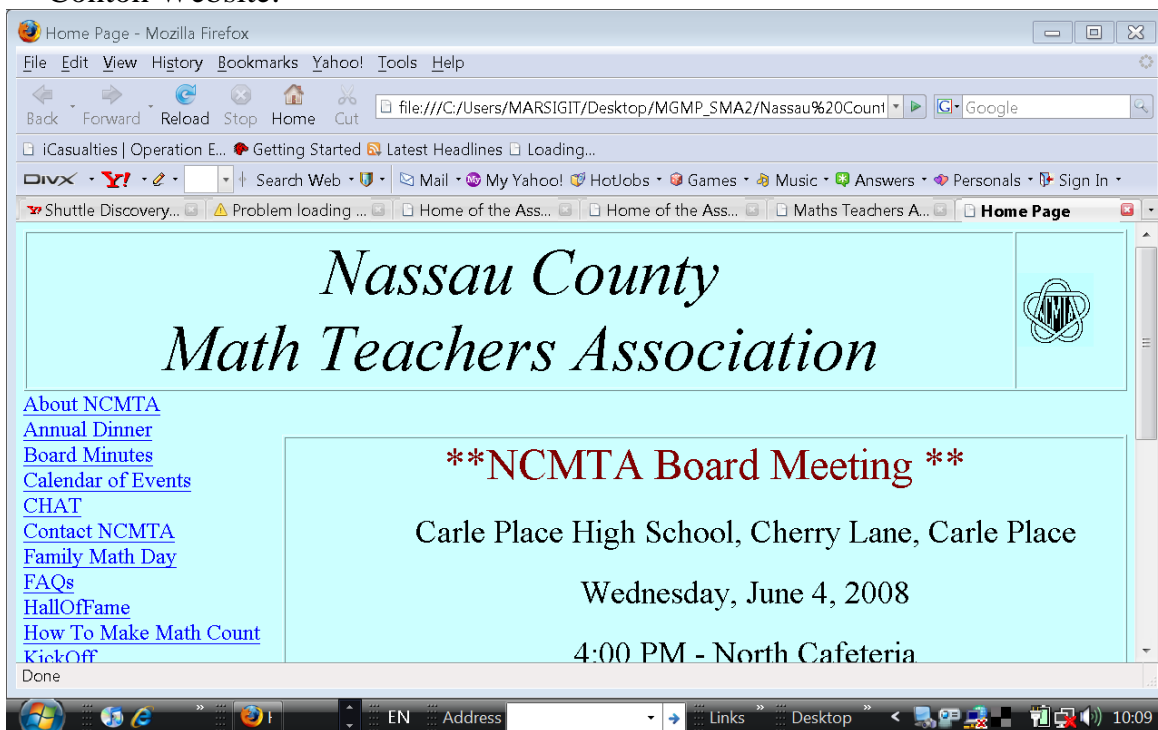 Contoh Website:
Home Page - Mozilla Firefox
File Edit View History Bookmarks Yahoo! Tools Help
Back Forward Reload Stop Home Cut file:///C:/Users/MARSIGIT/Desktop/MGMP_SMA2/Nassau%20Count G Google
iCasualties | Operation E... Getting Started Latest Headlines Loading...
DIVX Y! Search Web Mail My Yahoo! HotJobs Games Music Answers Personals Sign In
Shuttle Discovery... Problem loading ... Home of the Ass... Home of the Ass... Maths Teachers A... Home Page
Nassau County
Math Teachers Association
About NCMTA
Annual Dinner
Board Minutes
Calendar of Events
CHAT
Contact NCMTA
Family Math Day
FAQs
HallOfFame
How To Make Math Count
KickOff
**NCMTA Board Meeting **
Carle Place High School, Cherry Lane, Carle Place
Wednesday, June 4, 2008
4:00 PM - North Cafeteria
Done
EN Address Links Desktop 10:09